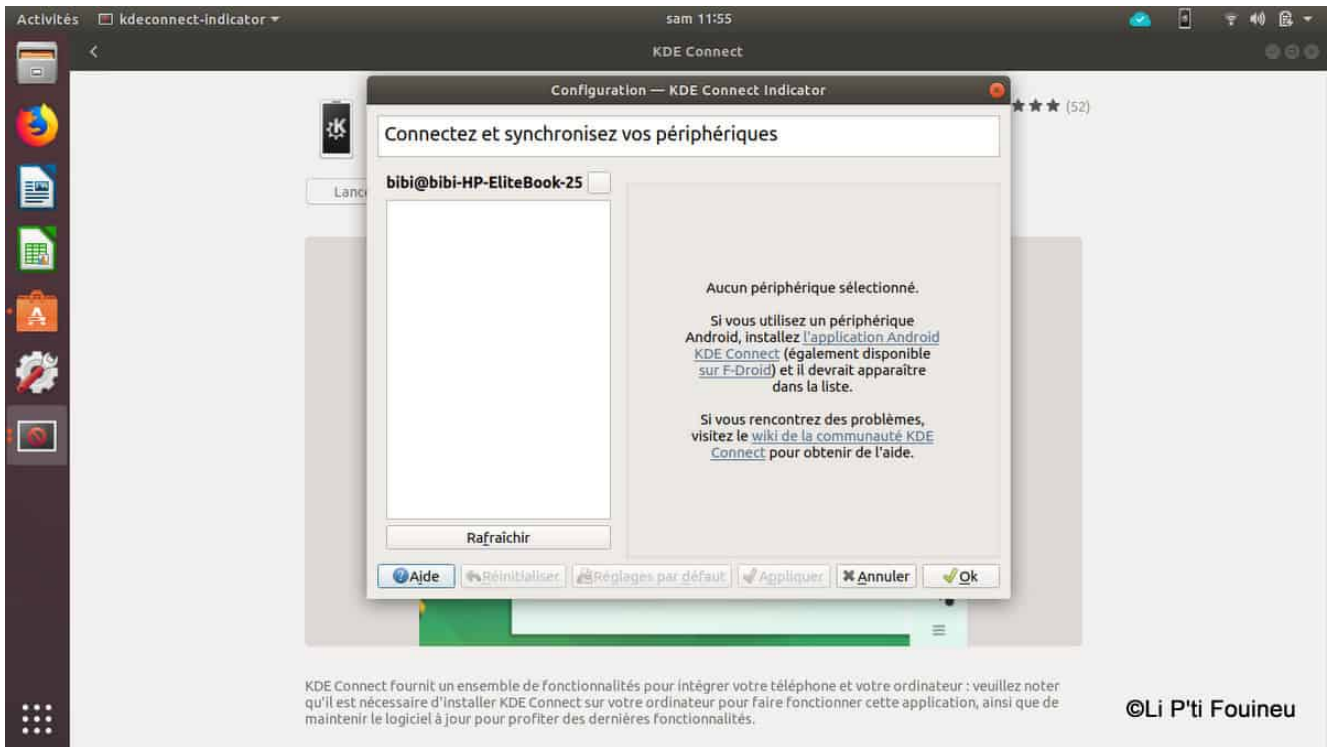 Activités kdeconnect-indicator sam 11:55
KDE Connect
Configuration — KDE Connect Indicator
(52)
Connectez et synchronisez vos périphériques
bibi@bibi-HP-EliteBook-25
Lanc
Aucun périphérique sélectionné.
Si vous utilisez un périphérique
Android, installez l'application Android
KDE Connect (également disponible
sur F-Droid) et il devrait apparaître
dans la liste.
Si vous rencontrez des problèmes,
visitez le wiki de la communauté KDE
Connect pour obtenir de l'aide.
Rafraîchir
Aide Réinitialiser Réglages par défaut Appliquer Annuler Ok
KDE Connect fournit un ensemble de fonctionnalités pour intégrer votre téléphone et votre ordinateur : veuillez noter
qu'il est nécessaire d'installer KDE Connect sur votre ordinateur pour faire fonctionner cette application, ainsi que de
maintenir le logiciel à jour pour profiter des dernières fonctionnalités.
©Li P'ti Fouineu